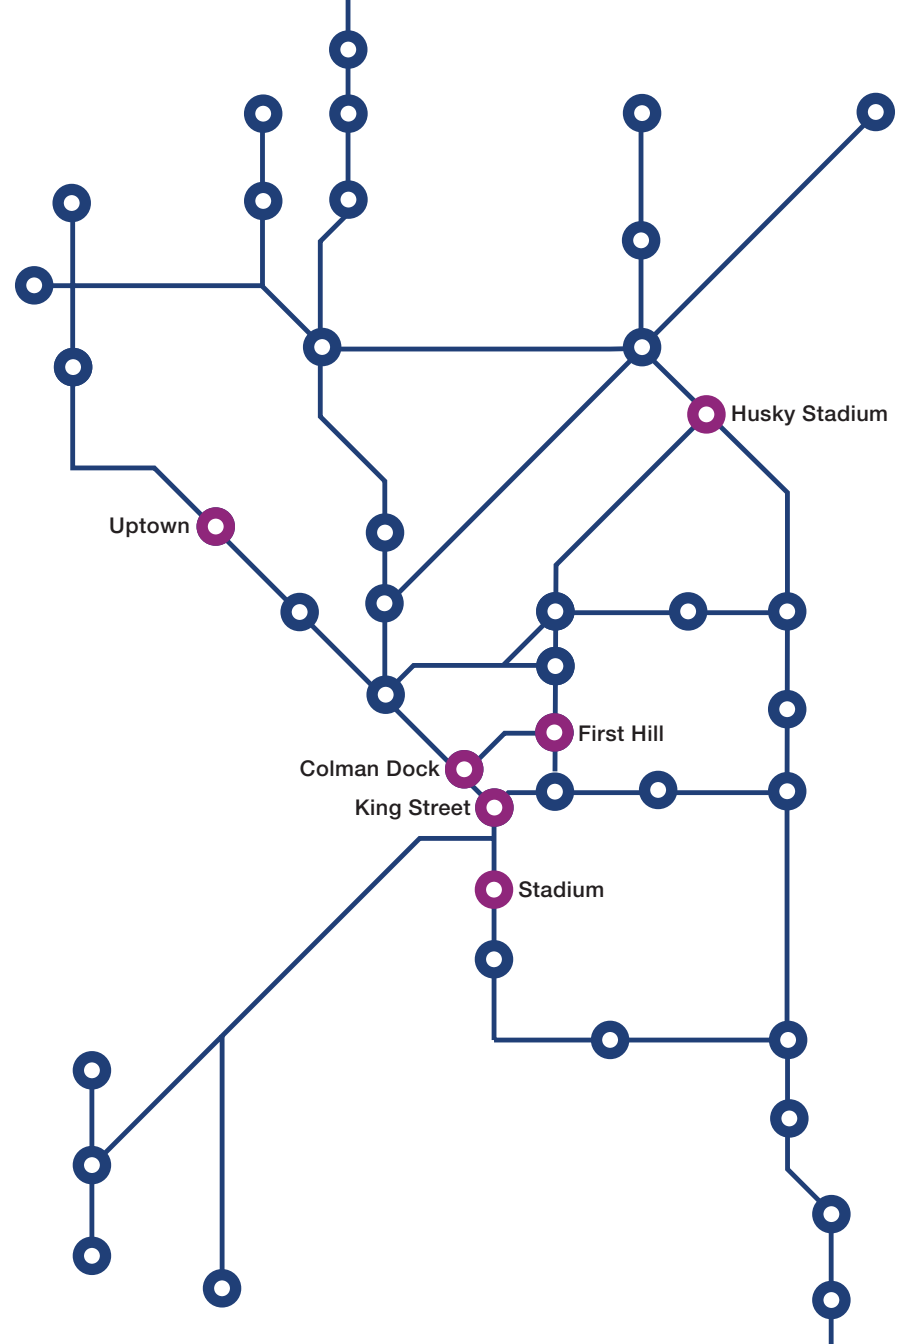 Husky Stadium
Uptown
First Hill
Colman Dock
King Street
Stadium